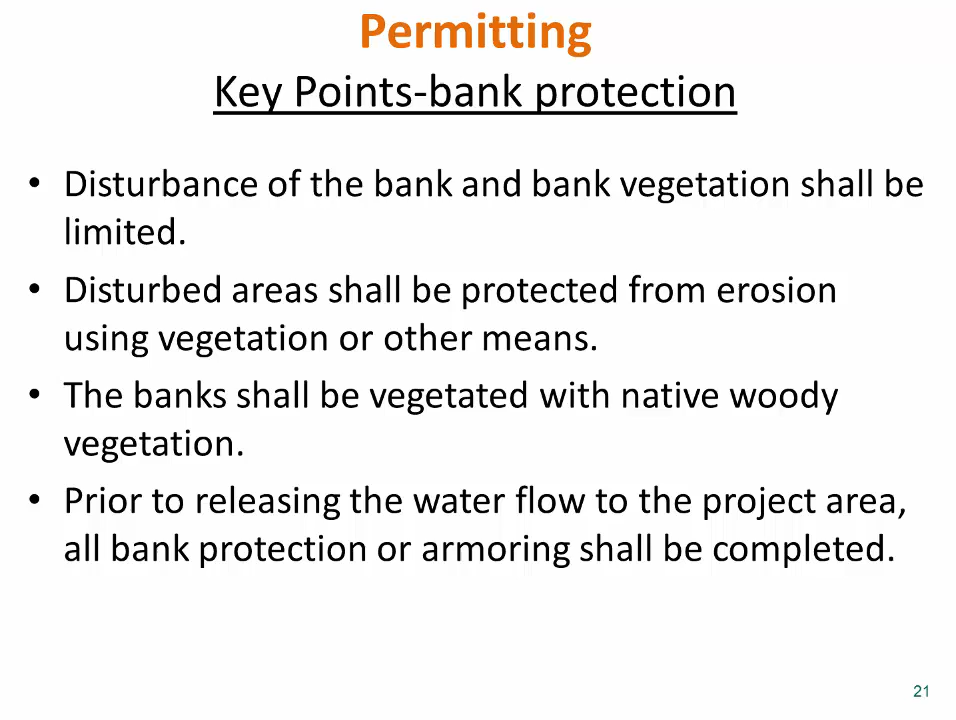 Permitting
Key Points-bank protection
• Disturbance of the bank and bank vegetation shall be
limited.
• Disturbed areas shall be protected from erosion
using vegetation or other means.
• The banks shall be vegetated with native woody
vegetation.
• Prior to releasing the water flow to the project area,
all bank protection or armoring shall be completed.
21